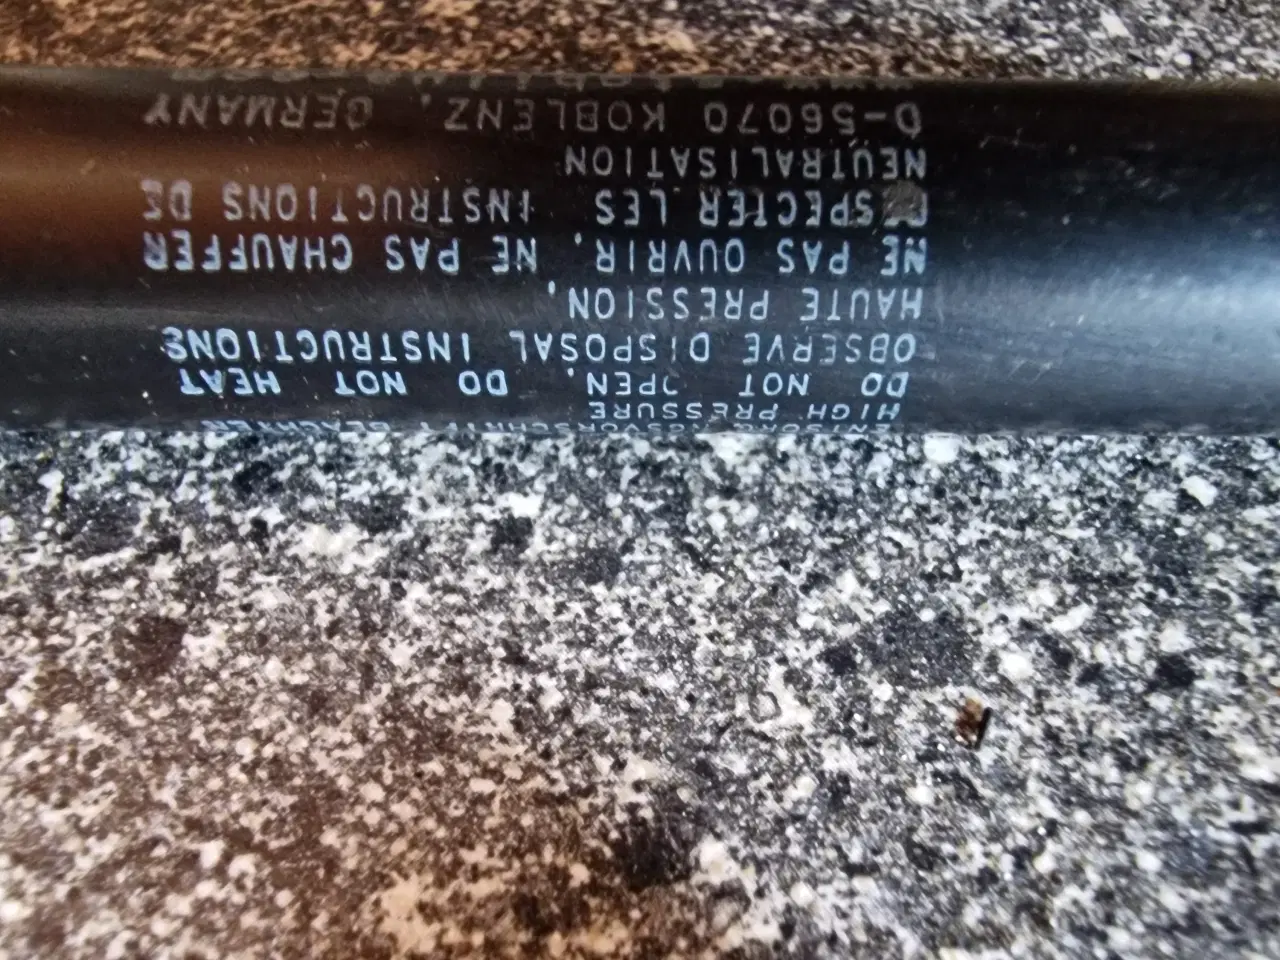 HIGH PRESSURE
DO NOT OPEN. DO NOT HEAT
OBSERVE DISPOSAL INSTRUCTIONS
HAUTE PRESSION.
NE PAS OUVRIR. NE PAS CHAUFFER
RESPECTER LES INSTRUCTIONS DE
NEUTRALISATION
D-56070 KOBLENZ. GERMANY